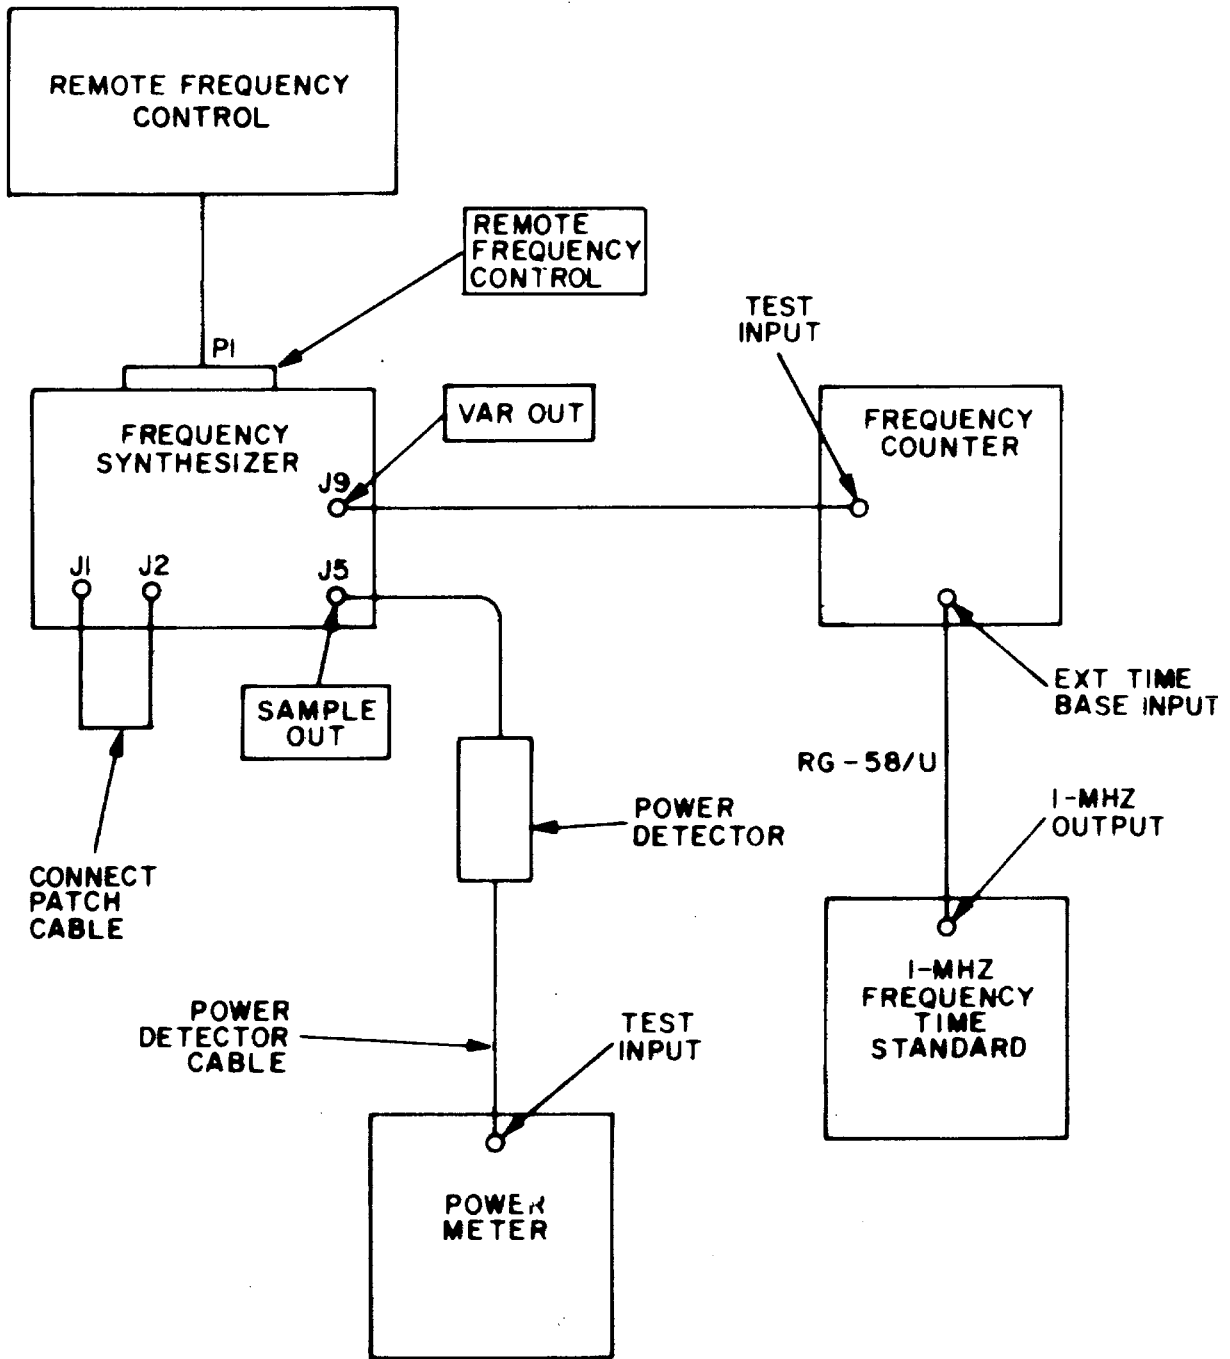 REMOTE FREQUENCY
CONTROL
REMOTE
FREQUENCY
CONTROL
P1
TEST
INPUT
VAR OUT
FREQUENCY
SYNTHESIZER
FREQUENCY
COUNTER
J9
J1
J2
J5
SAMPLE
OUT
EXT TIME
BASE INPUT
RG-58/U
1-MHZ
OUTPUT
POWER
DETECTOR
CONNECT
PATCH
CABLE
1-MHZ
FREQUENCY
TIME
STANDARD
POWER
DETECTOR
CABLE
TEST
INPUT
POWER
METER